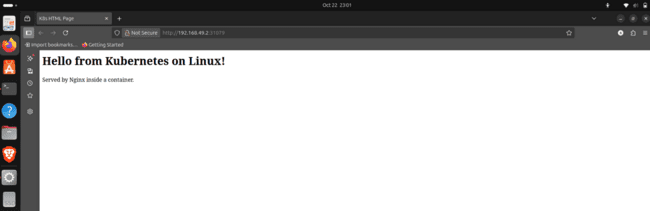 Oct 22 23:01
K8s HTML Page
Not Secure http://192.168.49.2:31079
Import bookmarks... Getting Started
Hello from Kubernetes on Linux!
Served by Nginx inside a container.